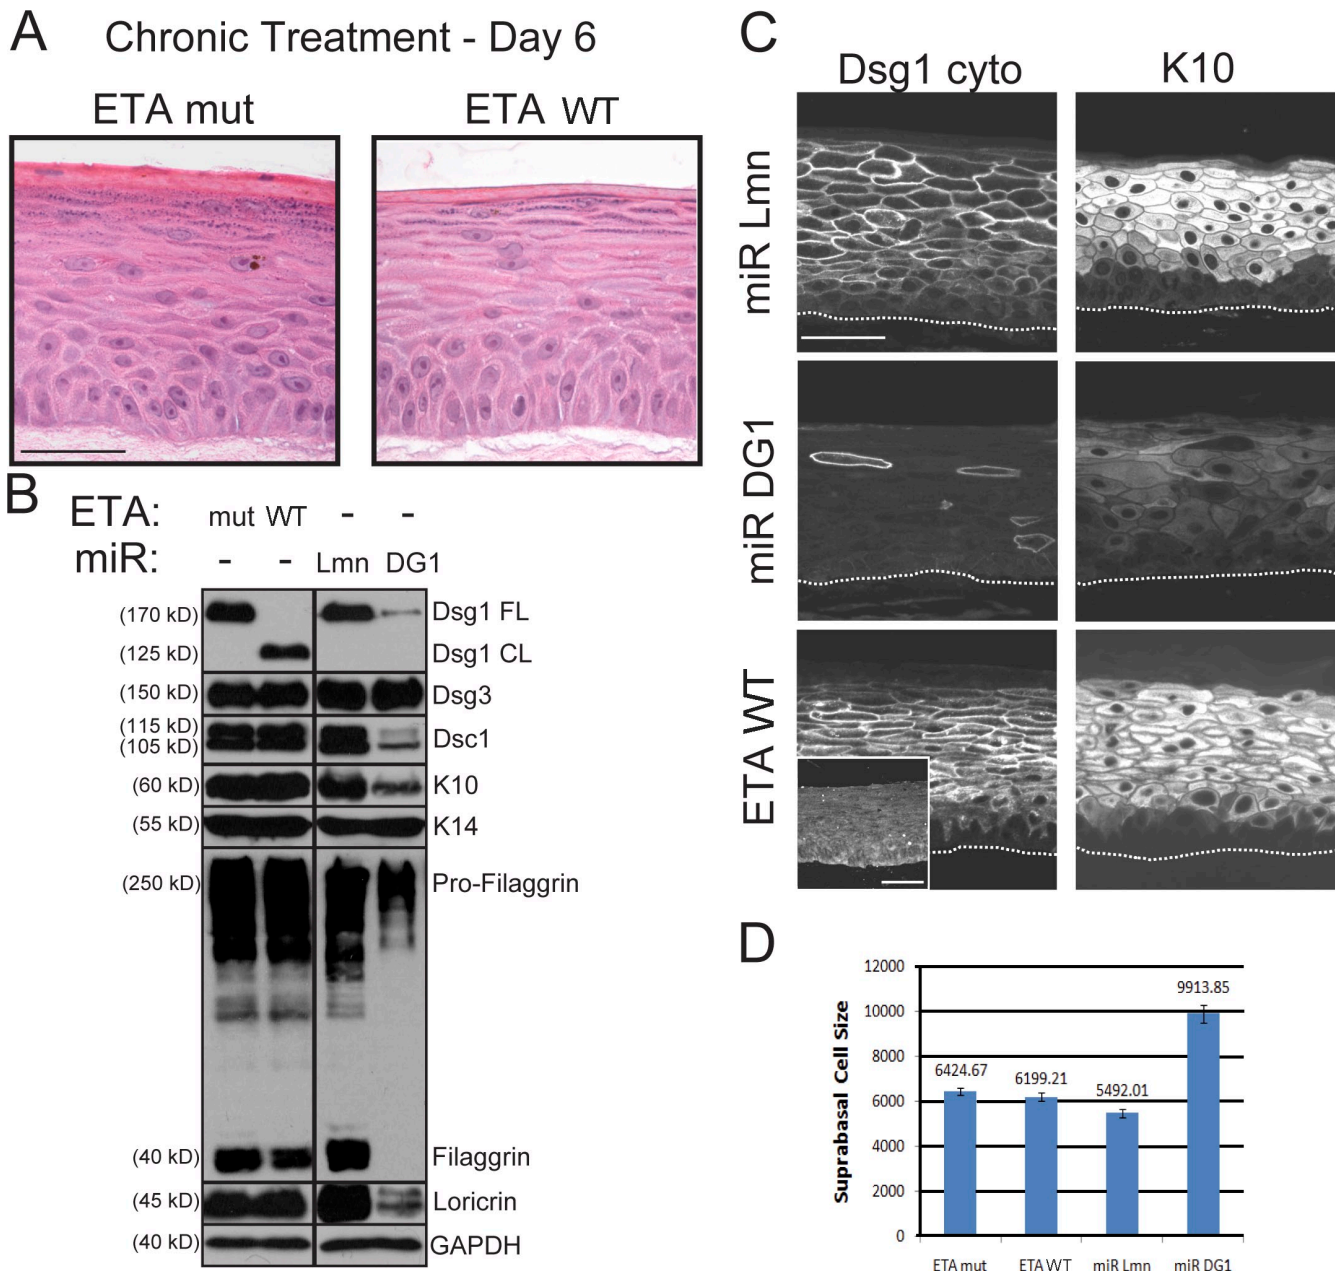 A Chronic Treatment - Day 6
ETA mut
ETA WT
B
ETA: mut WT - -
miR: - - Lmn DG1
(170 kD) Dsg1 FL
(125 kD) Dsg1 CL
(150 kD) Dsg3
(115 kD)
(105 kD) Dsc1
(60 kD) K10
(55 kD) K14
(250 kD) Pro-Filaggrin
(40 kD) Filaggrin
(45 kD) Loricrin
(40 kD) GAPDH
C
Dsg1 cyto K10
miR Lmn
miR DG1
ETA WT
D
Suprabasal Cell Size
12000
10000
8000
6000
4000
2000
0
6424.67
6199.21
5492.01
9913.85
ETA mut ETA WT miR Lmn miR DG1